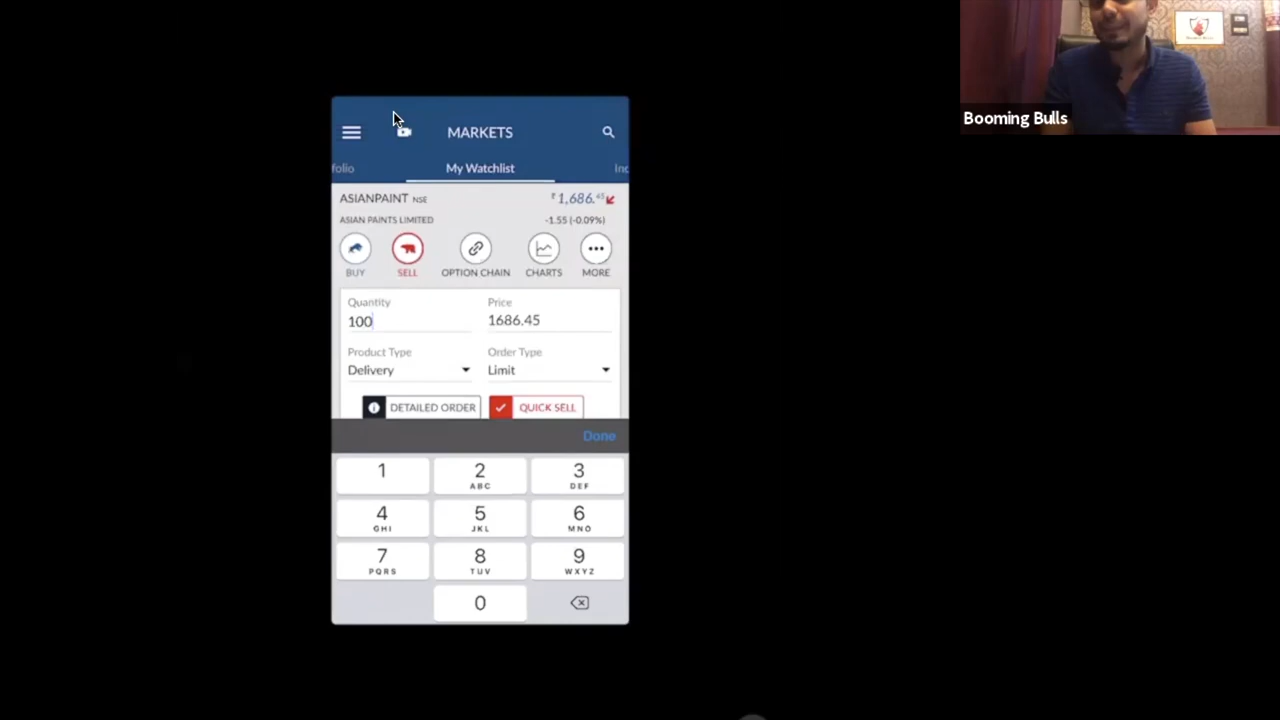 Booming Bulls
MARKETS
folio My Watchlist Inc
ASIANPAINT NSE ₹1,686.45
ASIAN PAINTS LIMITED -1.55 (-0.09%)
BUY SELL OPTION CHAIN CHARTS MORE
Quantity Price
100 1686.45
Product Type Order Type
Delivery Limit
DETAILED ORDER QUICK SELL
Done
1 2 3
ABC DEF
4 5 6
GHI JKL MNO
7 8 9
PQRS TUV WXYZ
0